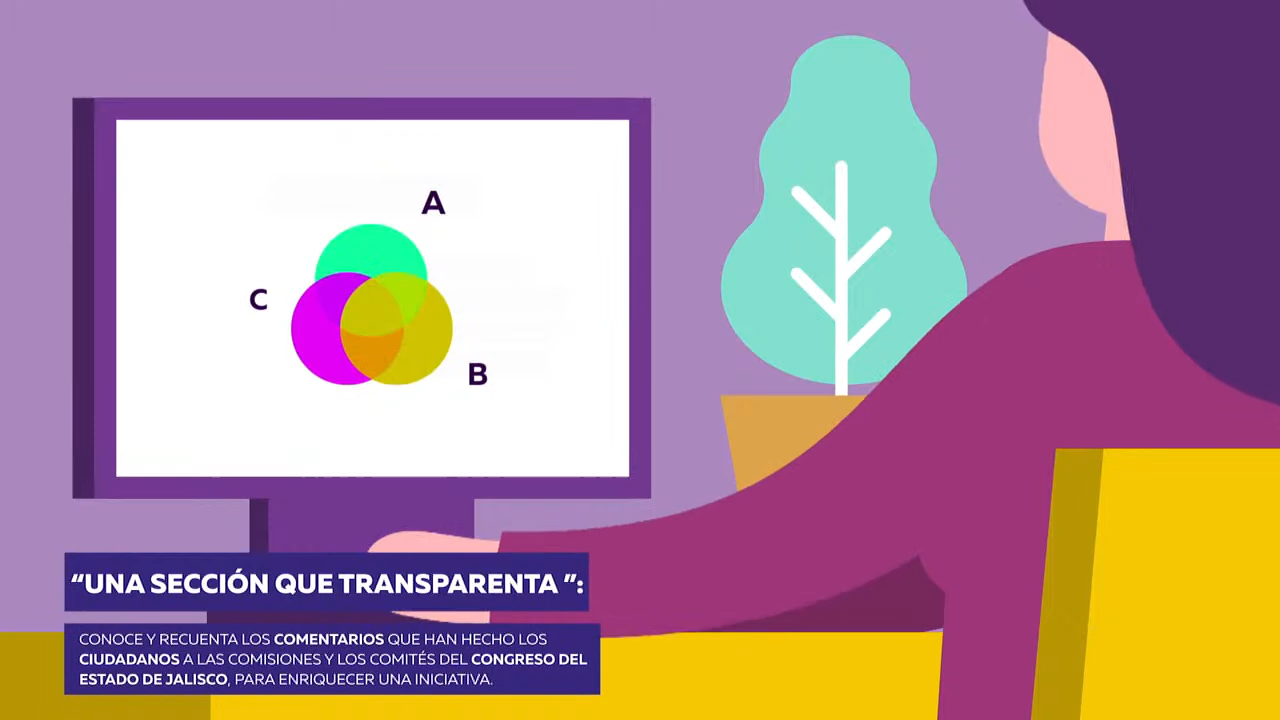 A
C
B
“UNA SECCIÓN QUE TRANSPARENTA ”:
CONOCE Y RECUENTA LOS COMENTARIOS QUE HAN HECHO LOS
CIUDADANOS A LAS COMISIONES Y LOS COMITÉS DEL CONGRESO DEL
ESTADO DE JALISCO, PARA ENRIQUECER UNA INICIATIVA.